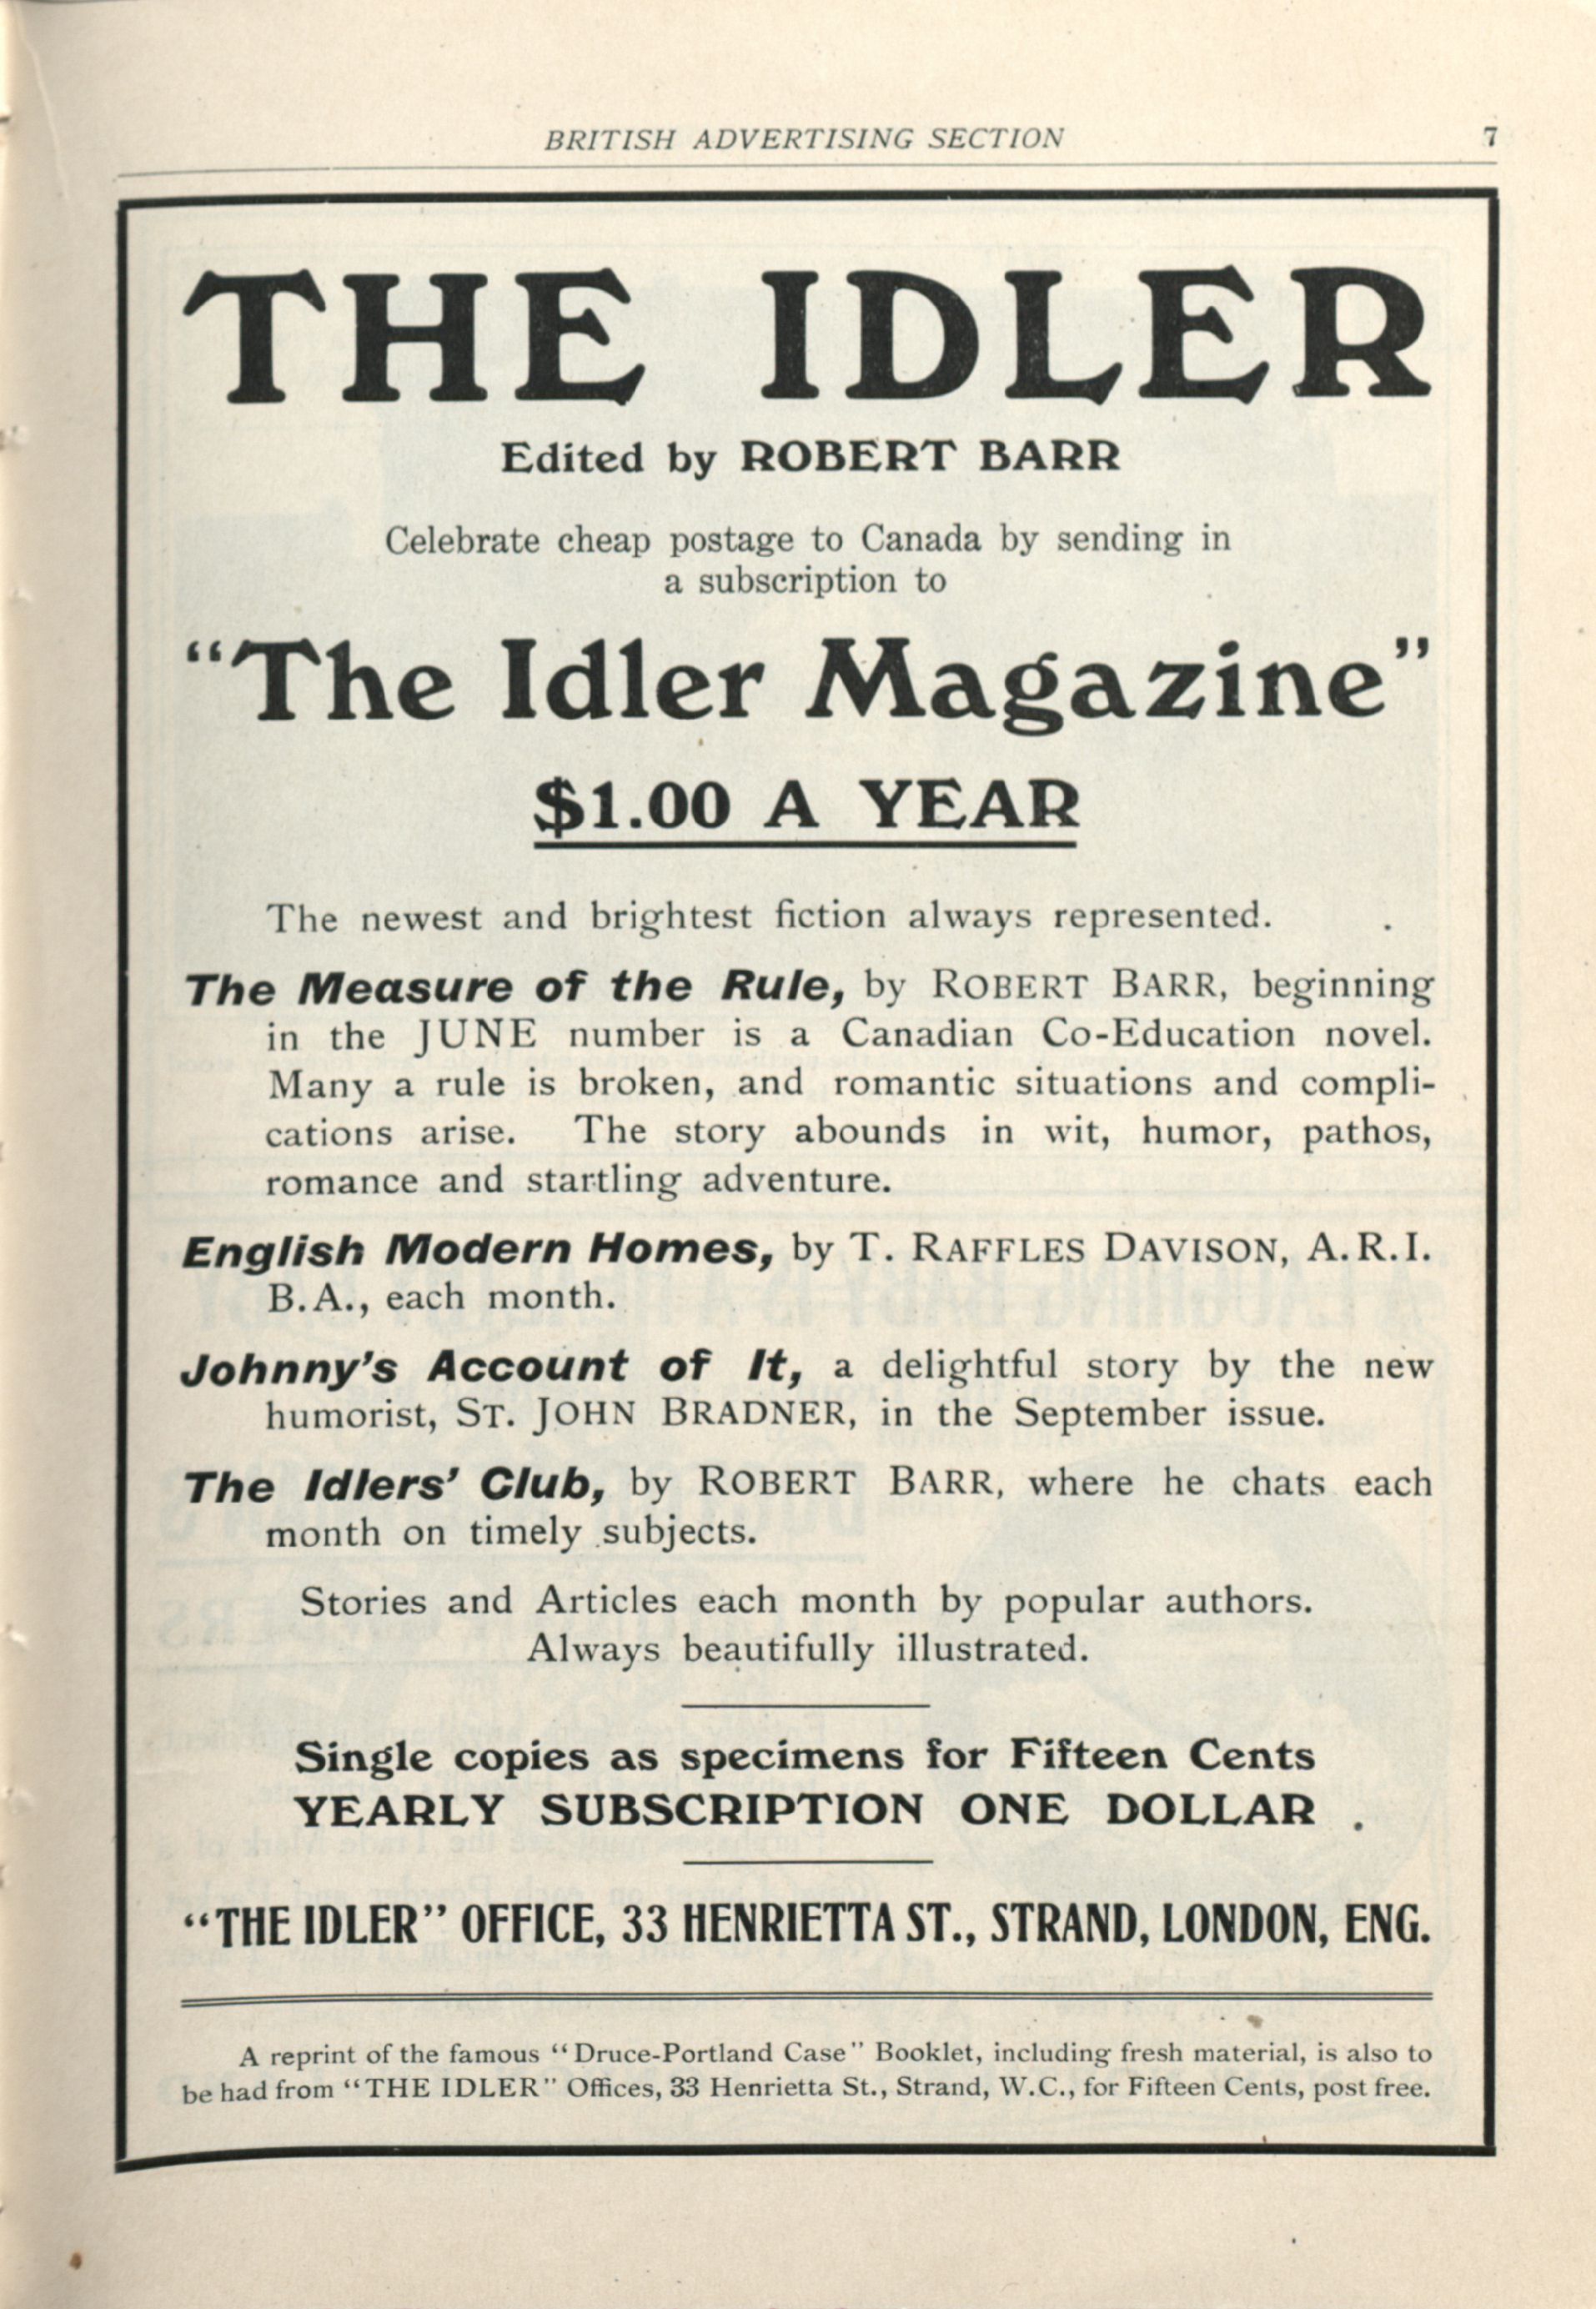 BRITISH ADVERTISING SECTION 7
THE IDLER
Edited by ROBERT BARR
Celebrate cheap postage to Canada by sending in
a subscription to
“The Idler Magazine”
$1.00 A YEAR
The newest and brightest fiction always represented.
The Measure of the Rule, by ROBERT BARR, beginning
in the JUNE number is a Canadian Co-Education novel.
Many a rule is broken, and romantic situations and compli-
cations arise. The story abounds in wit, humor, pathos,
romance and startling adventure.
English Modern Homes, by T. RAFFLES DAVISON, A.R.I.
B.A., each month.
Johnny’s Account of It, a delightful story by the new
humorist, ST. JOHN BRADNER, in the September issue.
The Idlers’ Club, by ROBERT BARR, where he chats each
month on timely subjects.
Stories and Articles each month by popular authors.
Always beautifully illustrated.
Single copies as specimens for Fifteen Cents
YEARLY SUBSCRIPTION ONE DOLLAR .
“THE IDLER” OFFICE, 33 HENRIETTA ST., STRAND, LONDON, ENG.
A reprint of the famous “Druce-Portland Case” Booklet, including fresh material, is also to
be had from “THE IDLER” Offices, 33 Henrietta St., Strand, W.C., for Fifteen Cents, post free.